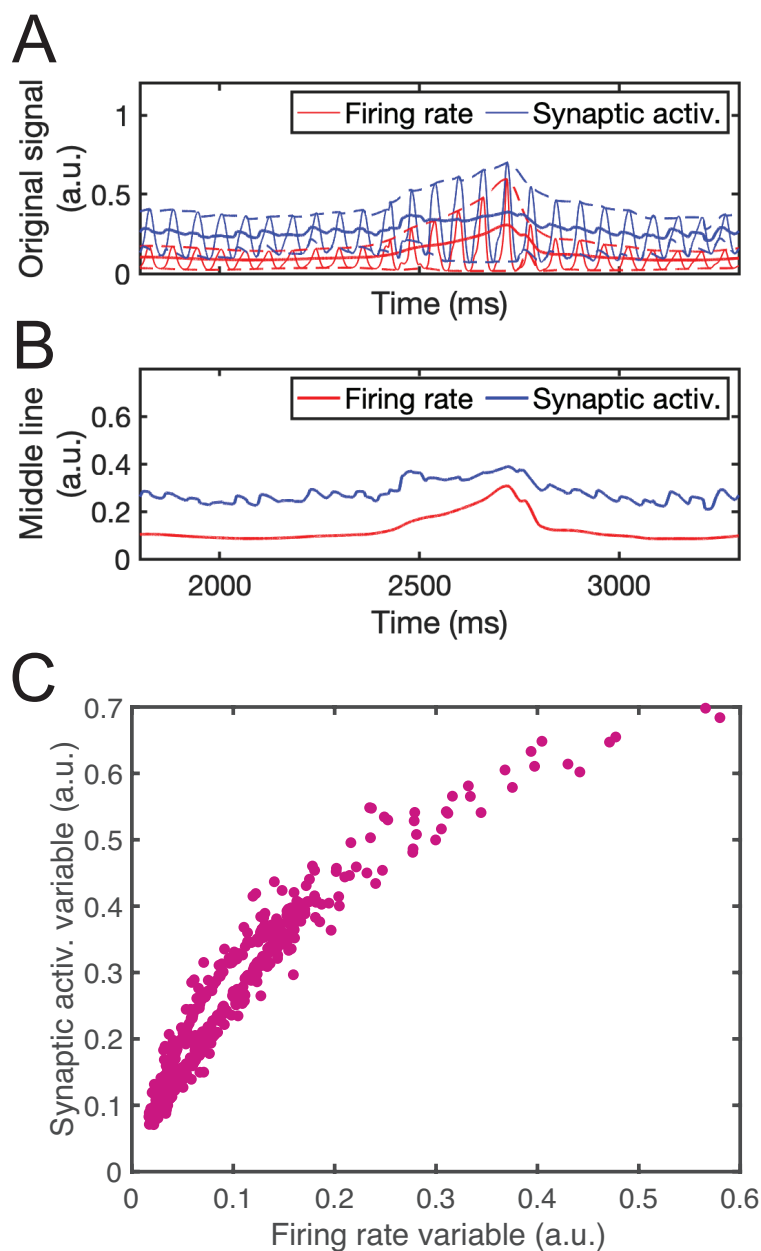 A
Original signal
(a.u.)
1
0.5
0
Firing rate
Synaptic activ.
Time (ms)
B
Middle line
(a.u.)
0.6
0.4
0.2
0
Firing rate
Synaptic activ.
2000
2500
3000
Time (ms)
C
Synaptic activ. variable (a.u.)
0.7
0.6
0.5
0.4
0.3
0.2
0.1
0
0
0.1
0.2
0.3
0.4
0.5
0.6
Firing rate variable (a.u.)